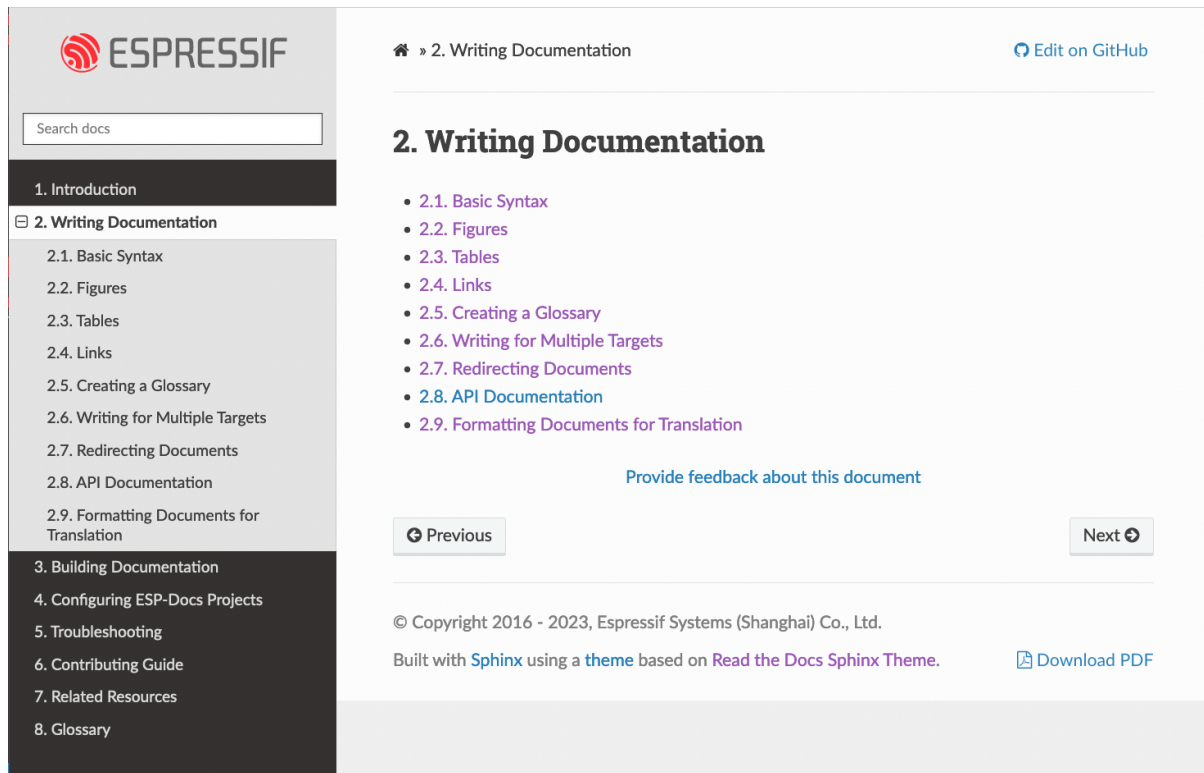 ESPRESSIF
Search docs
1. Introduction
2. Writing Documentation
2.1. Basic Syntax
2.2. Figures
2.3. Tables
2.4. Links
2.5. Creating a Glossary
2.6. Writing for Multiple Targets
2.7. Redirecting Documents
2.8. API Documentation
2.9. Formatting Documents for
Translation
3. Building Documentation
4. Configuring ESP-Docs Projects
5. Troubleshooting
6. Contributing Guide
7. Related Resources
8. Glossary
» 2. Writing Documentation
Edit on GitHub
2. Writing Documentation
• 2.1. Basic Syntax
• 2.2. Figures
• 2.3. Tables
• 2.4. Links
• 2.5. Creating a Glossary
• 2.6. Writing for Multiple Targets
• 2.7. Redirecting Documents
• 2.8. API Documentation
• 2.9. Formatting Documents for Translation
Provide feedback about this document
Previous
Next
© Copyright 2016 - 2023, Espressif Systems (Shanghai) Co., Ltd.
Built with Sphinx using a theme based on Read the Docs Sphinx Theme.
Download PDF